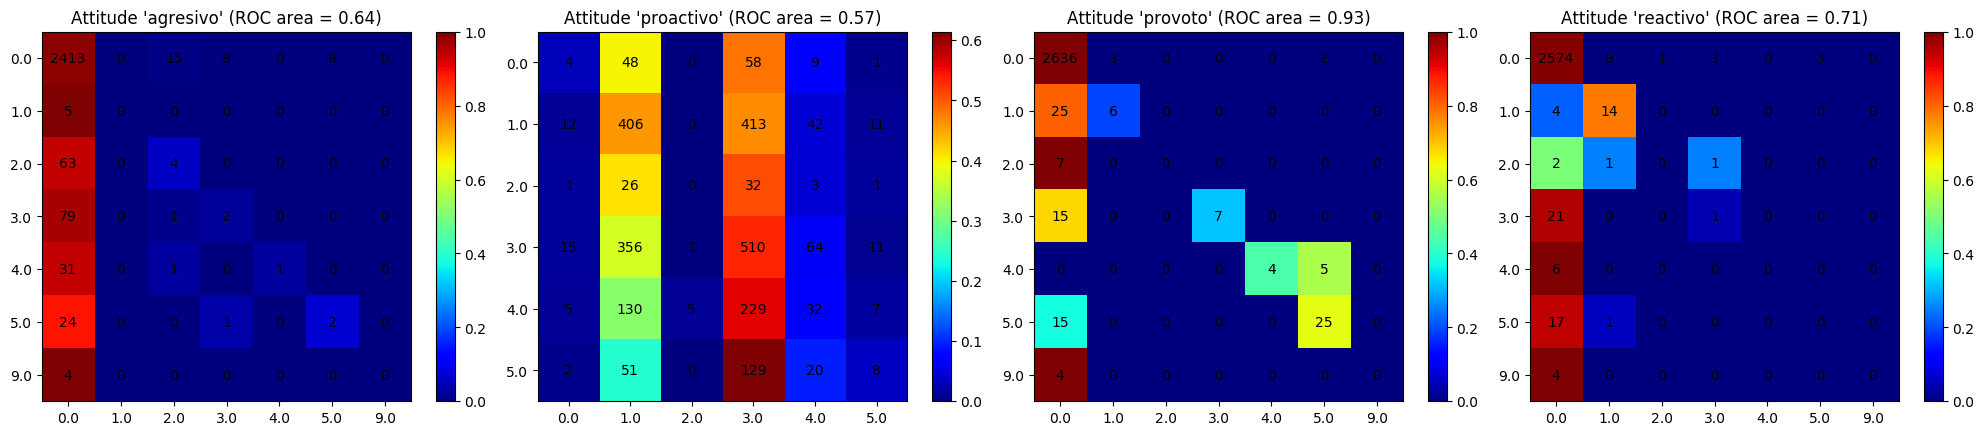 Attitude 'agresivo' (ROC area = 0.64)
0.0 2413 0 15 8 0 8 0
1.0 5 0 0 0 0 0 0
2.0 63 0 4 0 0 0 0
3.0 79 0 1 2 0 0 0
4.0 31 0 1 0 1 0 0
5.0 24 0 0 1 0 2 0
9.0 4 0 0 0 0 0 0
0.0 1.0 2.0 3.0 4.0 5.0 9.0
1.0
0.8
0.6
0.4
0.2
0.0
Attitude 'proactivo' (ROC area = 0.57)
0.0 4 48 0 58 9 1
1.0 12 406 0 413 42 11
2.0 1 26 0 32 3 1
3.0 15 356 1 510 64 11
4.0 5 130 5 229 32 7
5.0 2 51 0 129 20 8
0.0 1.0 2.0 3.0 4.0 5.0
0.6
0.5
0.4
0.3
0.2
0.1
0.0
Attitude 'provoto' (ROC area = 0.93)
0.0 2636 3 0 0 0 2 0
1.0 25 6 0 0 0 0 0
2.0 7 0 0 0 0 0 0
3.0 15 0 0 7 0 0 0
4.0 0 0 0 0 4 5 0
5.0 15 0 0 0 0 25 0
9.0 4 0 0 0 0 0 0
0.0 1.0 2.0 3.0 4.0 5.0 9.0
1.0
0.8
0.6
0.4
0.2
0.0
Attitude 'reactivo' (ROC area = 0.71)
0.0 2574 9 1 3 0 3 0
1.0 4 14 0 0 0 0 0
2.0 2 1 0 1 0 0 0
3.0 21 0 0 1 0 0 0
4.0 6 0 0 0 0 0 0
5.0 17 1 0 0 0 0 0
9.0 4 0 0 0 0 0 0
0.0 1.0 2.0 3.0 4.0 5.0 9.0
1.0
0.8
0.6
0.4
0.2
0.0